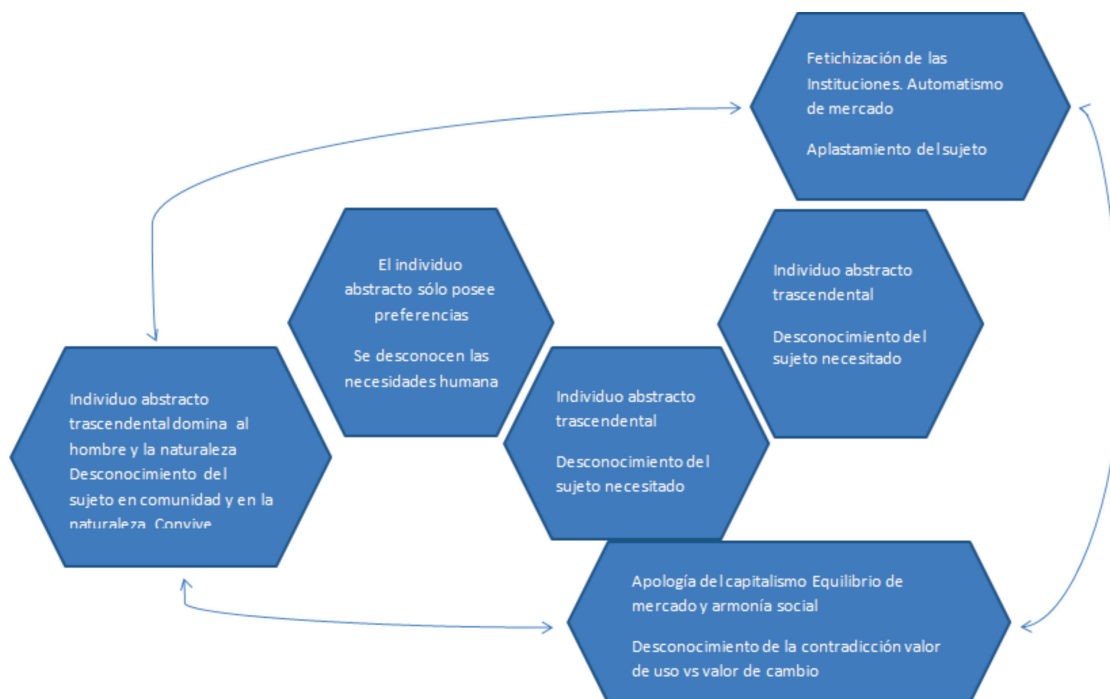 Fetichización de las
Instituciones. Automatismo
de mercado
Aplastamiento del sujeto
El individuo
abstracto sólo posee
preferencias
Se desconocen las
necesidades humana
Individuo abstracto
trascendental
Desconocimiento del
sujeto necesitado
Individuo abstracto
trascendental domina al
hombre y la naturaleza
Desconocimiento del
sujeto en comunidad y en la
naturaleza. Convive
Individuo abstracto
trascendental
Desconocimiento del
sujeto necesitado
Apología del capitalismo Equilibrio de
mercado y armonía social
Desconocimiento de la contradicción valor
de uso vs valor de cambio